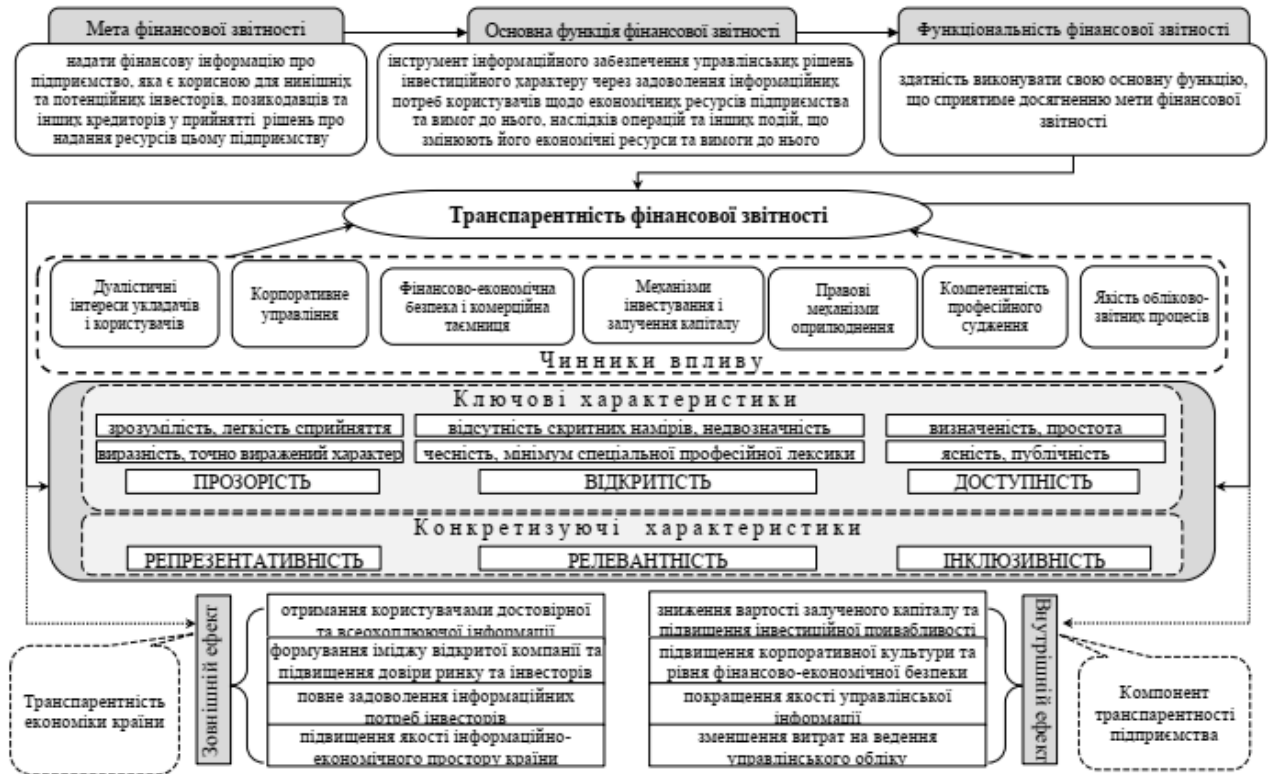 Мета фінансової звітності
надати фінансову інформацію про
підприємство, яка є корисною для нинішніх
та потенційних інвесторів, позикодавців та
інших кредиторів у прийнятті рішень про
надання ресурсів цьому підприємству
Основна функція фінансової звітності
інструмент інформаційного забезпечення управлінських рішень
інвестиційного характеру через задоволення інформаційних
потреб користувачів щодо економічних ресурсів підприємства
та вимог до нього, наслідків операцій та інших подій, що
змінюють його економічні ресурси та вимоги до нього
Функціональність фінансової звітності
здатність виконувати свою основну функцію,
що сприятиме досягненню мети фінансової
звітності
Транспарентність фінансової звітності
Дуалістичні
інтереси укладачів
і користувачів
Корпоративне
управління
Фінансово-економічна
безпека і комерційна
таємниця
Механізми
інвестування і
залучення капіталу
Правові
механізми
оприлюднення
Компетентність
професійного
судження
Якість обліково-
звітних процесів
Чинники впливу
Ключові характеристики
зрозумілість, легкість сприйняття
виразність, точно виражений характер
ПРОЗОРІСТЬ
відсутність скритних намірів, недвозначність
чесність, мінімум спеціальної професійної лексики
ВІДКРИТІСТЬ
визначеність, простота
ясність, публічність
ДОСТУПНІСТЬ
Конкретизуючі характеристики
РЕПРЕЗЕНТАТИВНІСТЬ
РЕЛЕВАНТНІСТЬ
ІНКЛЮЗИВНІСТЬ
Транспарентність
економіки країни
Зовнішній ефект
отримання користувачами достовірної
та всеохоплюючої інформації
формування іміджу відкритої компанії та
підвищення довіри ринку та інвесторів
повне задоволення інформаційних
потреб інвесторів
підвищення якості інформаційно-
економічного простору країни
зниження вартості залученого капіталу та
підвищення інвестиційної привабливості
підвищення корпоративної культури та
рівня фінансово-економічної безпеки
покращення якості управлінської
інформації
зменшення витрат на ведення
управлінського обліку
Внутрішній ефект
Компонент
транспарентності
підприємства